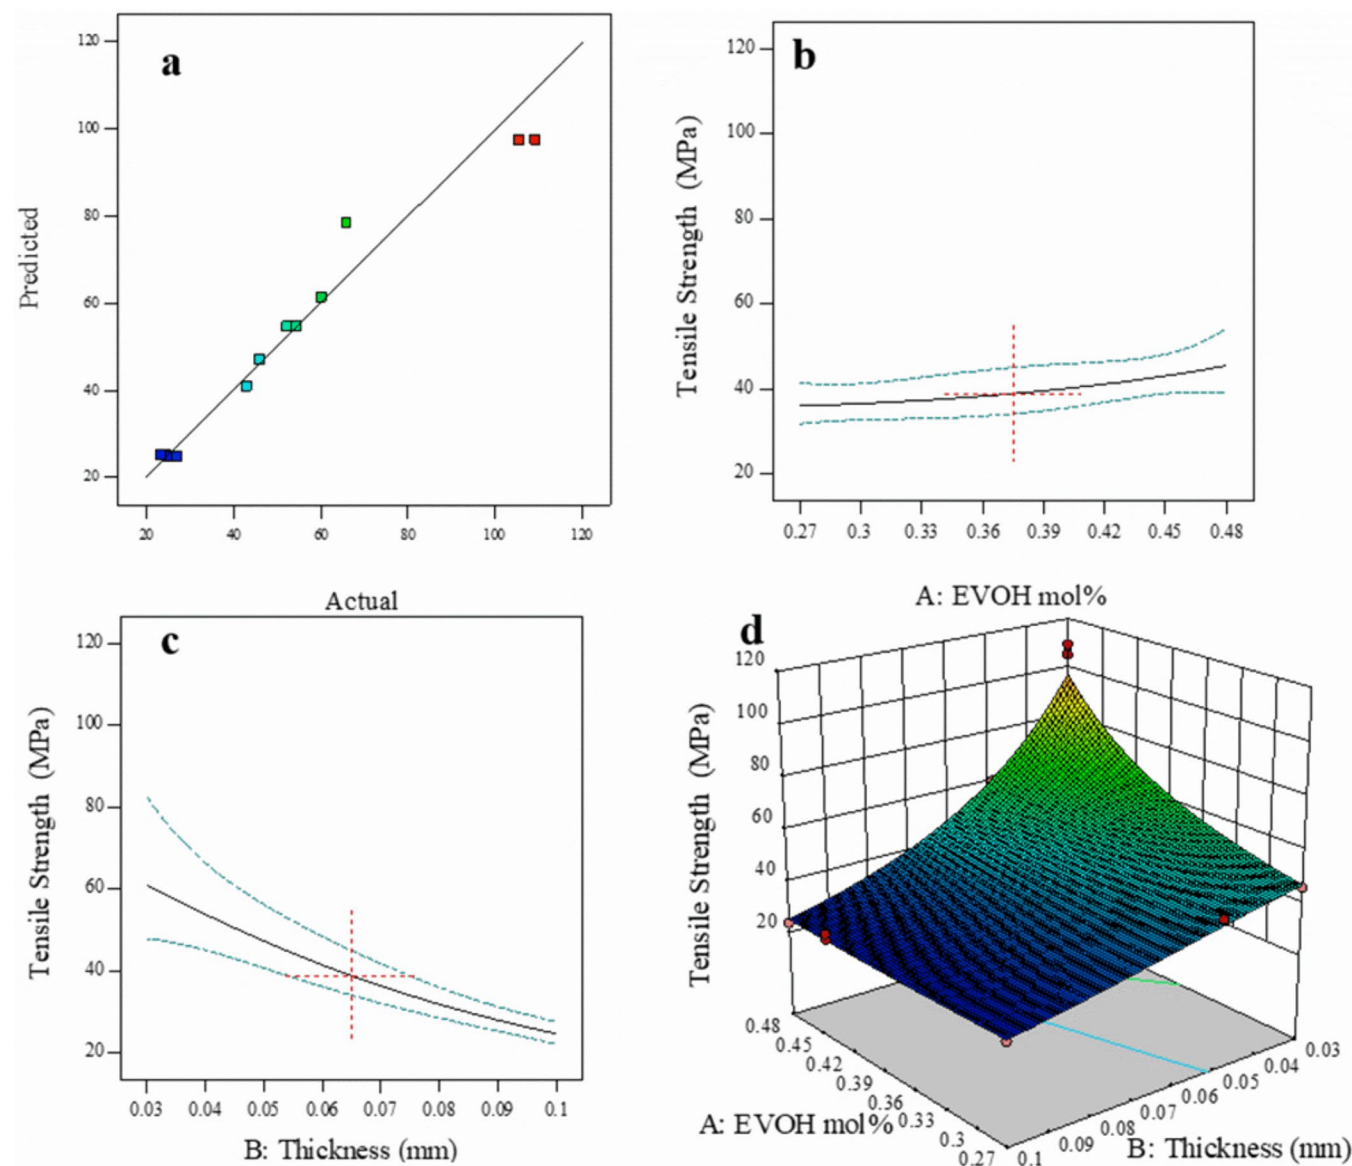 a
120
100
80
60
40
20
Predicted
20 40 60 80 100 120
Actual
b
120
100
80
60
40
20
Tensile Strength (MPa)
0.27 0.3 0.33 0.36 0.39 0.42 0.45 0.48
A: EVOH mol%
c
120
100
80
60
40
20
Tensile Strength (MPa)
0.03 0.04 0.05 0.06 0.07 0.08 0.09 0.1
B: Thickness (mm)
d
120
100
80
60
40
20
Tensile Strength (MPa)
0.48
0.45
0.42
0.39
0.36
0.33
0.3
0.27
A: EVOH mol%
0.03
0.04
0.05
0.06
0.07
0.08
0.09
0.1
B: Thickness (mm)